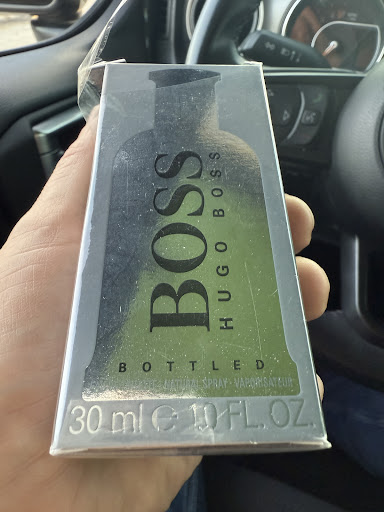 BOSS
HUGO BOSS
BOTTLED
NATURAL SPRAY · VAPORISATEUR
30 ml e 1.0 FL. OZ.